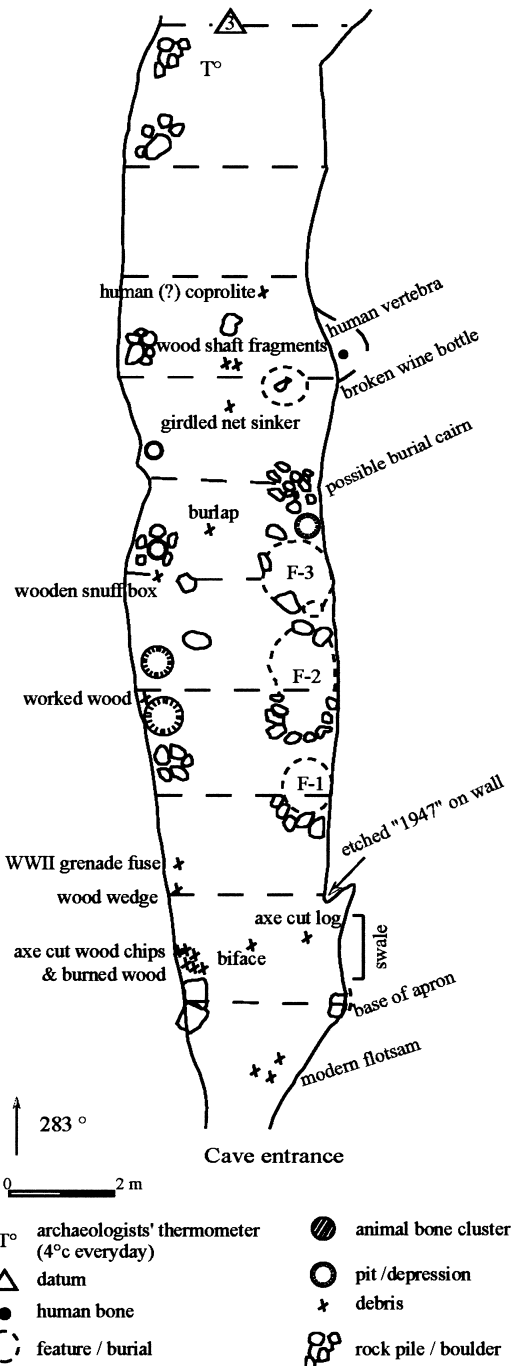 3
T°
human (?) coprolite
human vertebra
wood shaft fragments
broken wine bottle
girdled net sinker
possible burial cairn
burlap
F-3
wooden snuff box
F-2
worked wood
F-1
etched "1947" on wall
WWII grenade fuse
wood wedge
axe cut log
axe cut wood chips
& burned wood
biface
swale
base of apron
modern flotsam
283 °
Cave entrance
0 2 m
T° archaeologists' thermometer
(4°c everyday)
datum
human bone
feature / burial
animal bone cluster
pit /depression
debris
rock pile / boulder